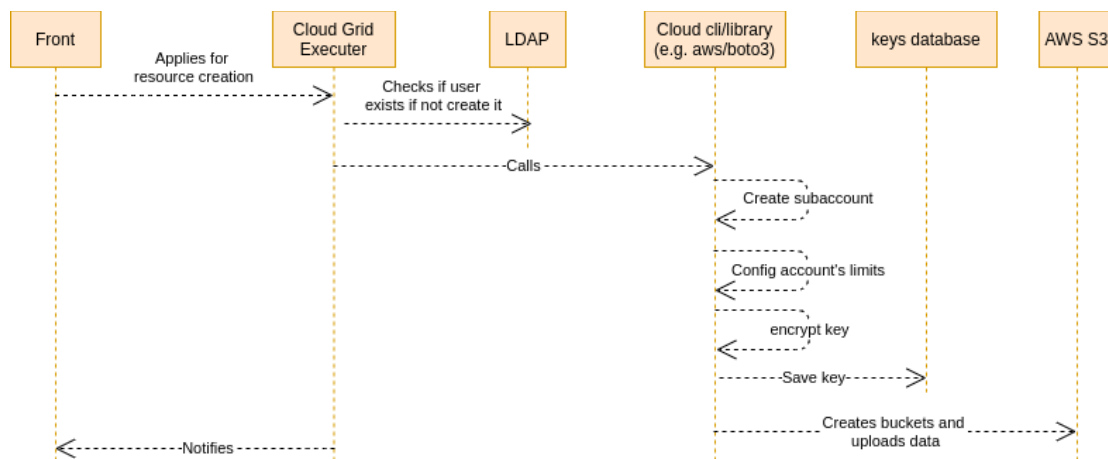 Front
Cloud Grid
Executer
LDAP
Cloud cli/library
(e.g. aws/boto3)
keys database
AWS S3
Applies for
resource creation
Checks if user
exists if not create it
Calls
Create subaccount
Config account's limits
encrypt key
Save key
Creates buckets and
uploads data
Notifies